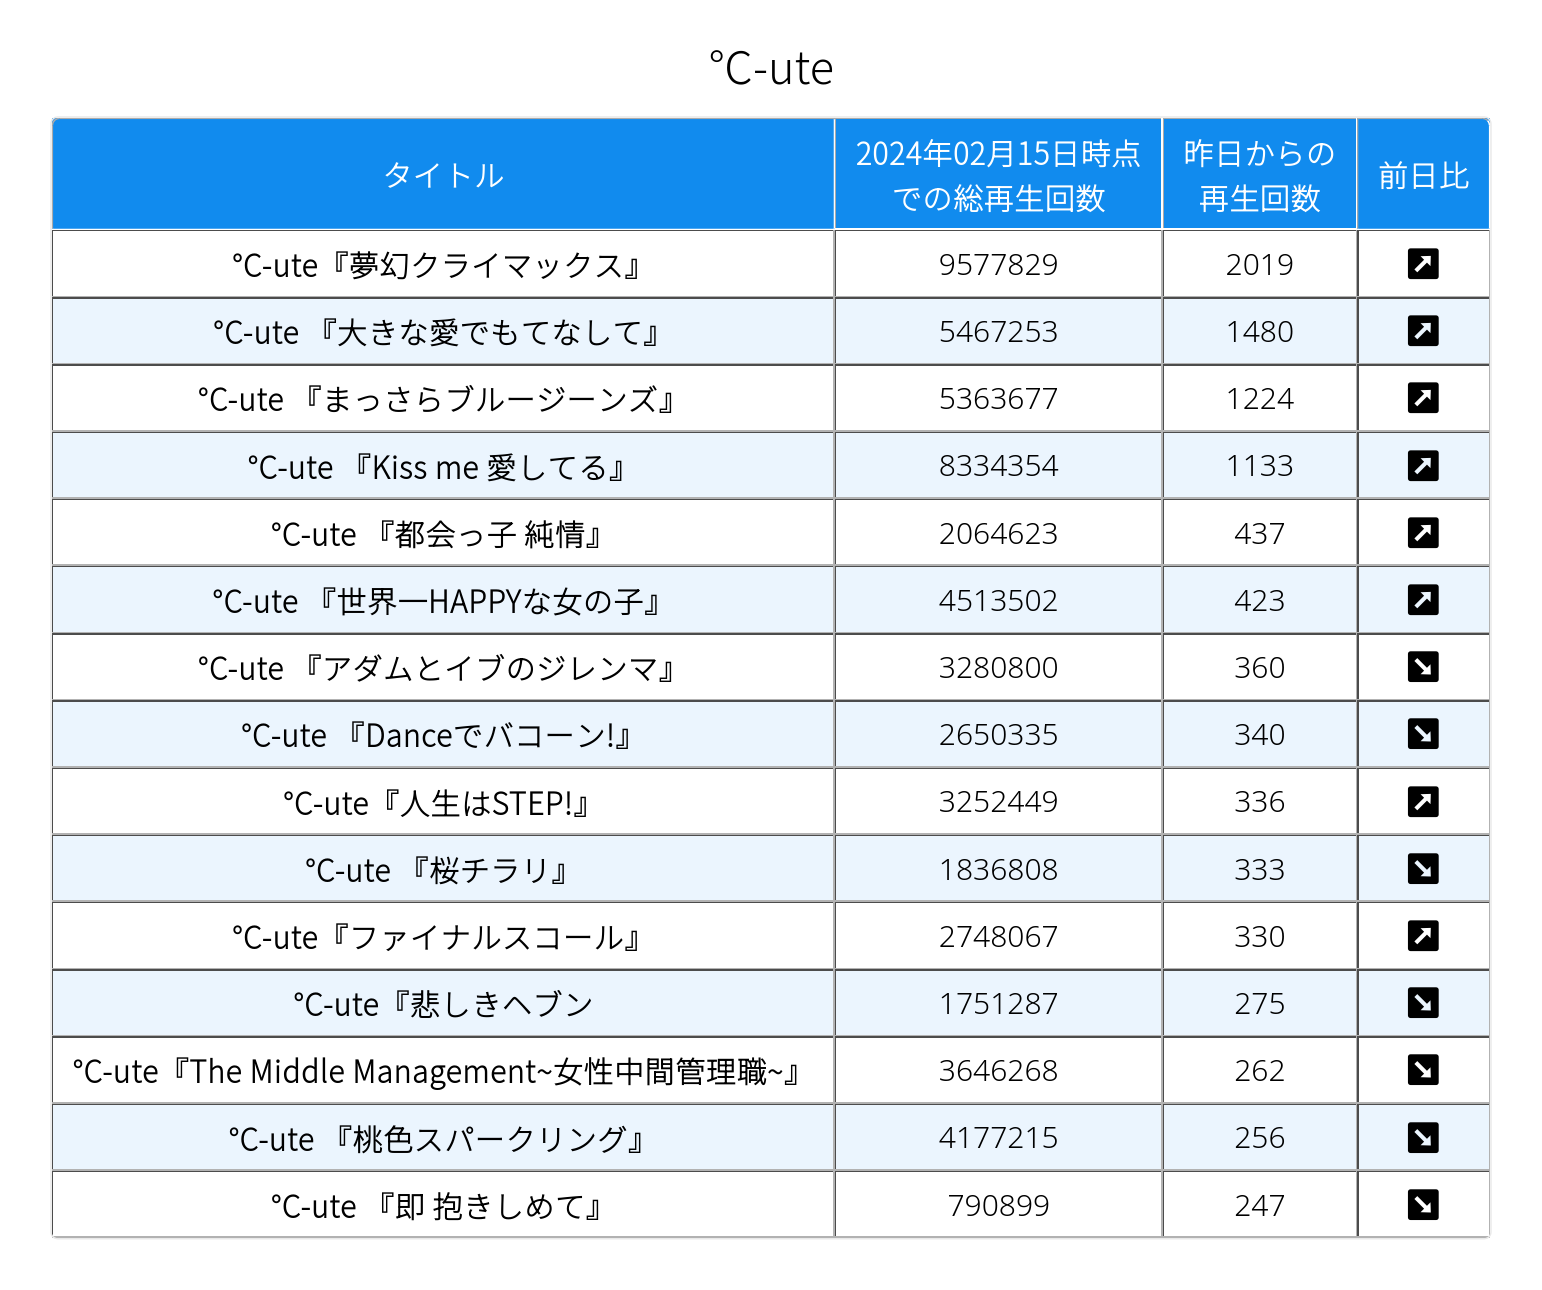 ℃-ute
タイトル 2024年02月15日時点での総再生回数 昨日からの再生回数 前日比
℃-ute『夢幻クライマックス』 9577829 2019 ↗
℃-ute 『大きな愛でもてなして』 5467253 1480 ↗
℃-ute 『まっさらブルージーンズ』 5363677 1224 ↗
℃-ute 『Kiss me 愛してる』 8334354 1133 ↗
℃-ute 『都会っ子 純情』 2064623 437 ↗
℃-ute 『世界一HAPPYな女の子』 4513502 423 ↗
℃-ute 『アダムとイブのジレンマ』 3280800 360 ↘
℃-ute 『Danceでバコーン!』 2650335 340 ↘
℃-ute『人生はSTEP!』 3252449 336 ↗
℃-ute 『桜チラリ』 1836808 333 ↘
℃-ute『ファイナルスコール』 2748067 330 ↗
℃-ute『悲しきヘブン 1751287 275 ↘
℃-ute『The Middle Management~女性中間管理職~』 3646268 262 ↘
℃-ute 『桃色スパークリング』 4177215 256 ↘
℃-ute 『即 抱きしめて』 790899 247 ↘